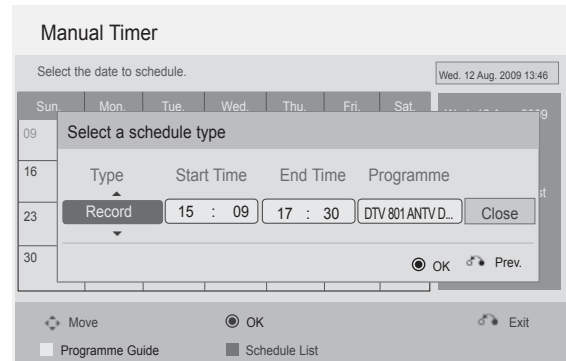 Manual Timer
Select the date to schedule.
Wed. 12 Aug. 2009 13:46
Sun. Mon. Tue. Wed. Thu. Fri. Sat.
09
Select a schedule type
16
Type Start Time End Time Programme
23
Record 15 : 09 17 : 30 DTV 801 ANTV D... Close
30
OK Prev.
Move OK Exit
Programme Guide Schedule List